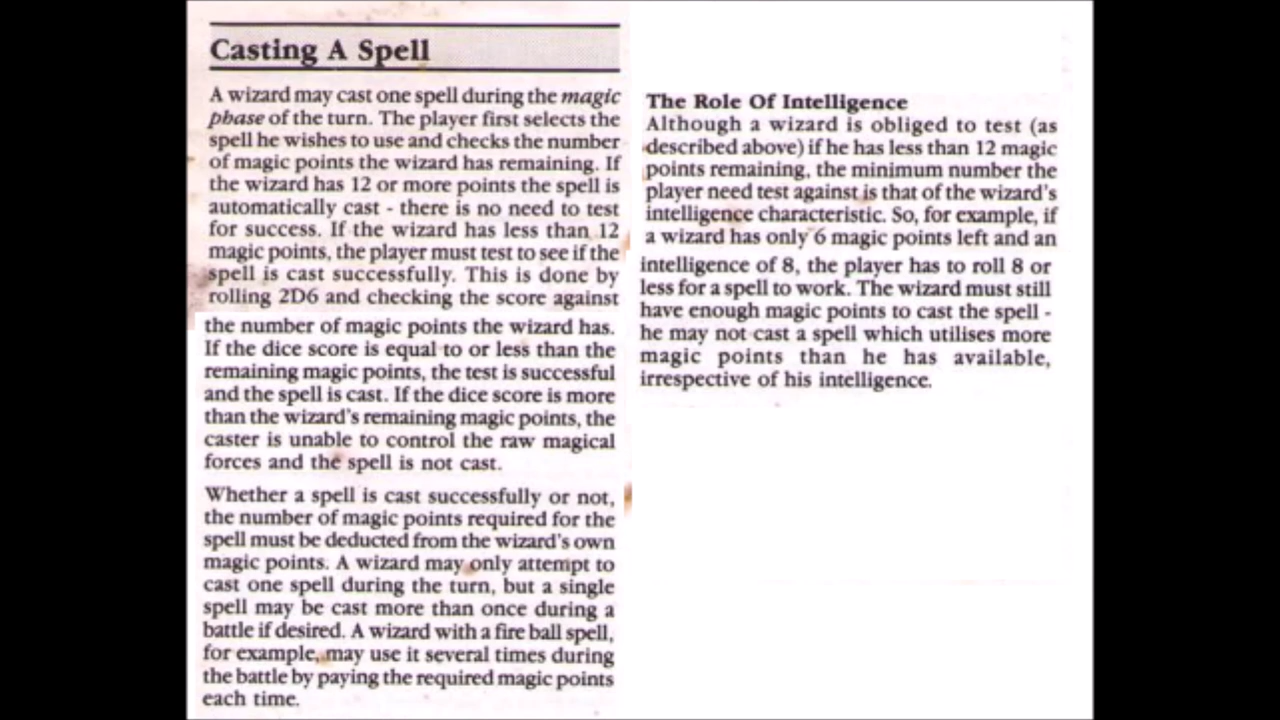 Casting A Spell
A wizard may cast one spell during the magic
phase of the turn. The player first selects the
spell he wishes to use and checks the number
of magic points the wizard has remaining. If
the wizard has 12 or more points the spell is
automatically cast - there is no need to test
for success. If the wizard has less than 12
magic points, the player must test to see if the
spell is cast successfully. This is done by
rolling 2D6 and checking the score against
the number of magic points the wizard has.
If the dice score is equal to or less than the
remaining magic points, the test is successful
and the spell is cast. If the dice score is more
than the wizard's remaining magic points, the
caster is unable to control the raw magical
forces and the spell is not cast.
Whether a spell is cast successfully or not,
the number of magic points required for the
spell must be deducted from the wizard's own
magic points. A wizard may only attempt to
cast one spell during the turn, but a single
spell may be cast more than once during a
battle if desired. A wizard with a fire ball spell,
for example, may use it several times during
the battle by paying the required magic points
each time.
The Role Of Intelligence
Although a wizard is obliged to test (as
described above) if he has less than 12 magic
points remaining, the minimum number the
player need test against is that of the wizard's
intelligence characteristic. So, for example, if
a wizard has only 6 magic points left and an
intelligence of 8, the player has to roll 8 or
less for a spell to work. The wizard must still
have enough magic points to cast the spell -
he may not cast a spell which utilises more
magic points than he has available,
irrespective of his intelligence.